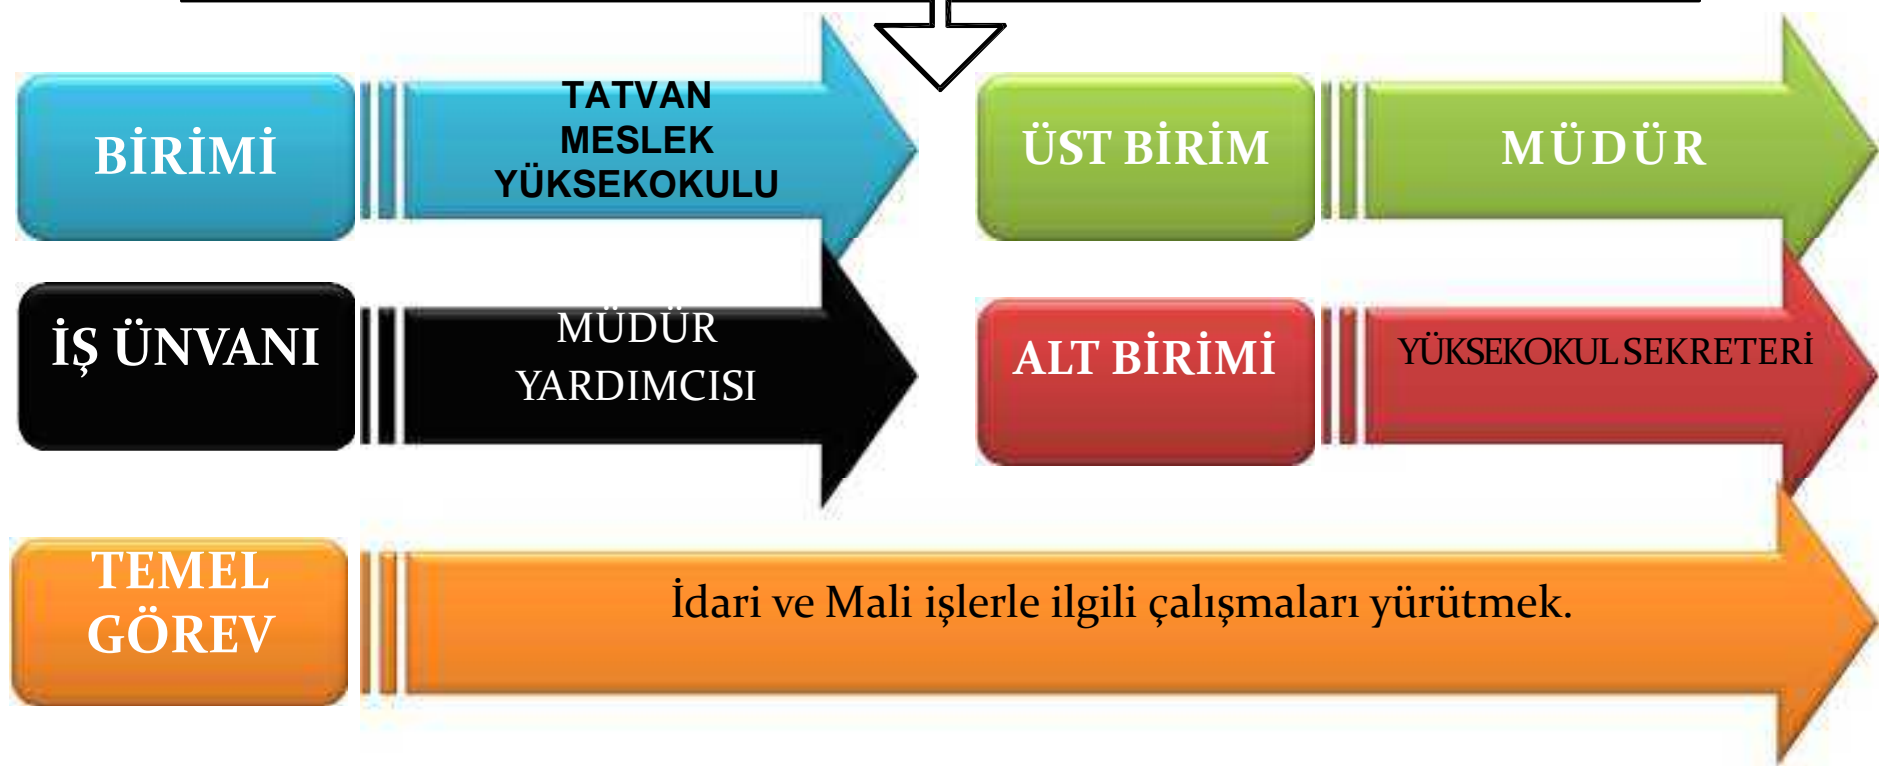 BİRİMİ
TATVAN
MESLEK
YÜKSEKOKULU
ÜST BİRİM
MÜDÜR
İŞ ÜNVANI
MÜDÜR
YARDIMCISI
ALT BİRİMİ
YÜKSEKOKUL SEKRETERİ
TEMEL
GÖREV
İdari ve Mali işlerle ilgili çalışmaları yürütmek.